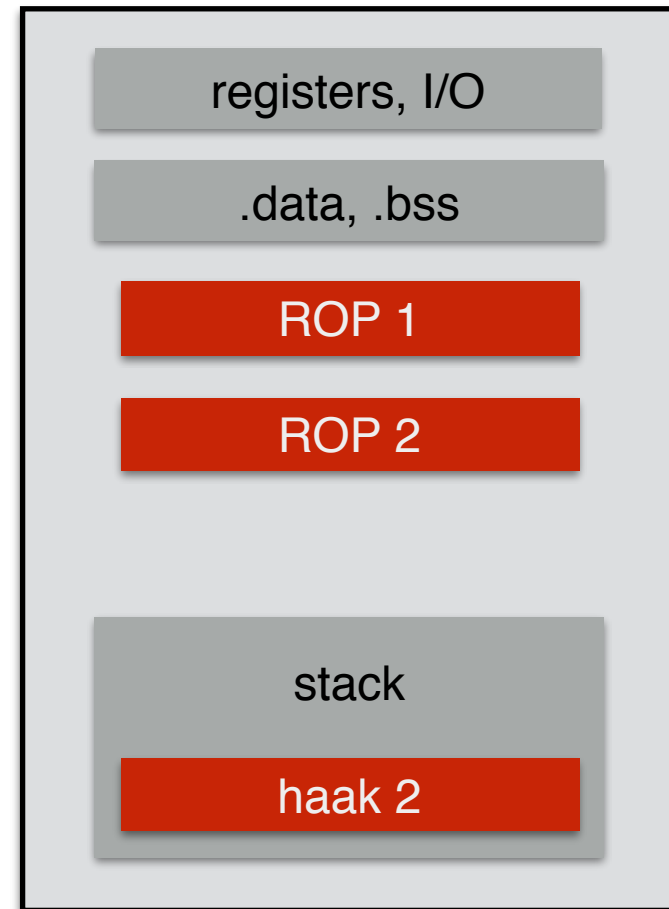 registers, I/O
.data, .bss
ROP 1
ROP 2
stack
haak 2